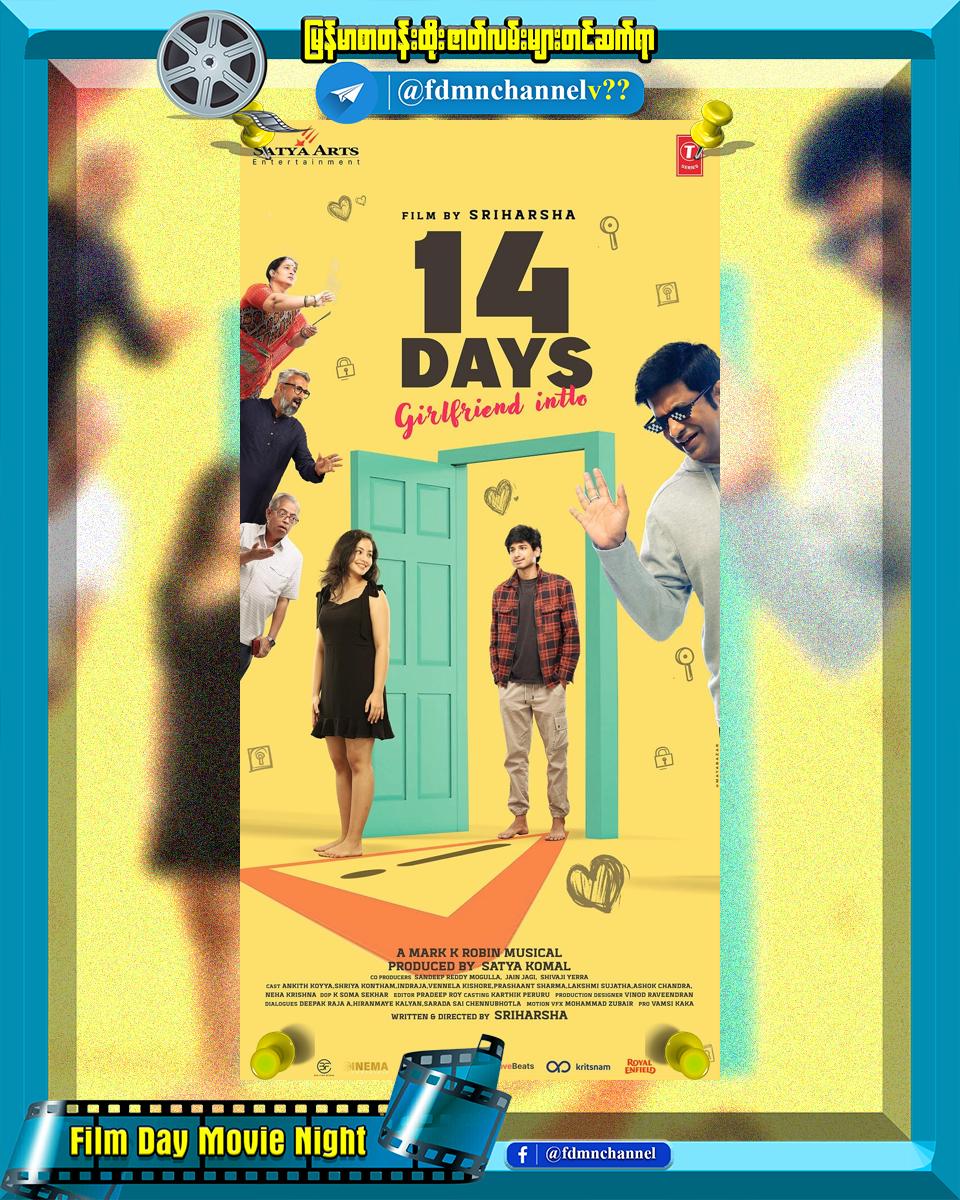 မြန်မာစာတန်းထိုးဇာတ်လမ်းများတင်ဆက်ရာ
@fdmnchannelv??
SATYA ARTS
Entertainment
T
SERIES
FILM BY SRIHARSHA
14
DAYS
Girlfriend intlo
A MARK K ROBIN MUSICAL
PRODUCED BY SATYA KOMAL
CO PRODUCERS SANDEEP REDDY MOGULLA, JAIN JAGI, SHIVAJI YERRA
CAST ANKITH KOYYA,SHRIYA KONTHAM,INDRAJA,VENNELA KISHORE,PRASHAANT SHARMA,LAKSHMI SUJATHA,ASHOK CHANDRA,
NEHA KRISHNA DOP K SOMA SEKHAR EDITOR PRADEEP ROY CASTING KARTHIK PERURU PRODUCTION DESIGNER VINOD RAVEENDRAN
DIALOGUES DEEPAK RAJA A,HIRANMAYE KALYAN,SARADA SAI CHENNUBHOTLA MOTION VFX MOHAMMAD ZUBAIR PRO VAMSI KAKA
WRITTEN & DIRECTED BY SRIHARSHA
INEMA
veBeats
kritsnam
ROYAL
ENFIELD
Film Day Movie Night
@fdmnchannel